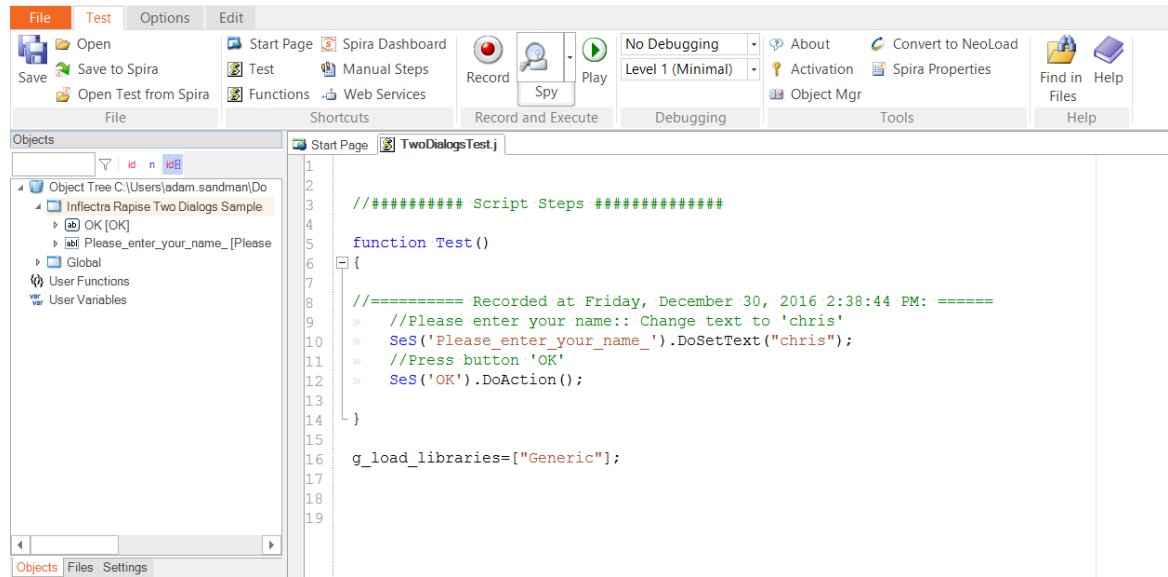 File Test Options Edit
Open Start Page Spira Dashboard No Debugging About Convert to NeoLoad
Save Save to Spira Test Manual Steps Record Spy Play Level 1 (Minimal) Activation Spira Properties Find in Files Help
Open Test from Spira Functions Web Services Object Mgr
File Shortcuts Record and Execute Debugging Tools Help
Objects
id n id
Object Tree C:\Users\adam.sandman\Do
Inflectra Rapise Two Dialogs Sample
OK [OK]
Please_enter_your_name_ [Please
Global
User Functions
User Variables
Objects Files Settings
Start Page TwoDialogsTest.j
1
2
3 //########## Script Steps ##############
4
5 function Test()
6 {
7
8 //========== Recorded at Friday, December 30, 2016 2:38:44 PM: ======
9 //Please enter your name:: Change text to 'chris'
10 SeS('Please_enter_your_name_').DoSetText("chris");
11 //Press button 'OK'
12 SeS('OK').DoAction();
13
14 }
15
16 g_load_libraries=["Generic"];
17
18
19